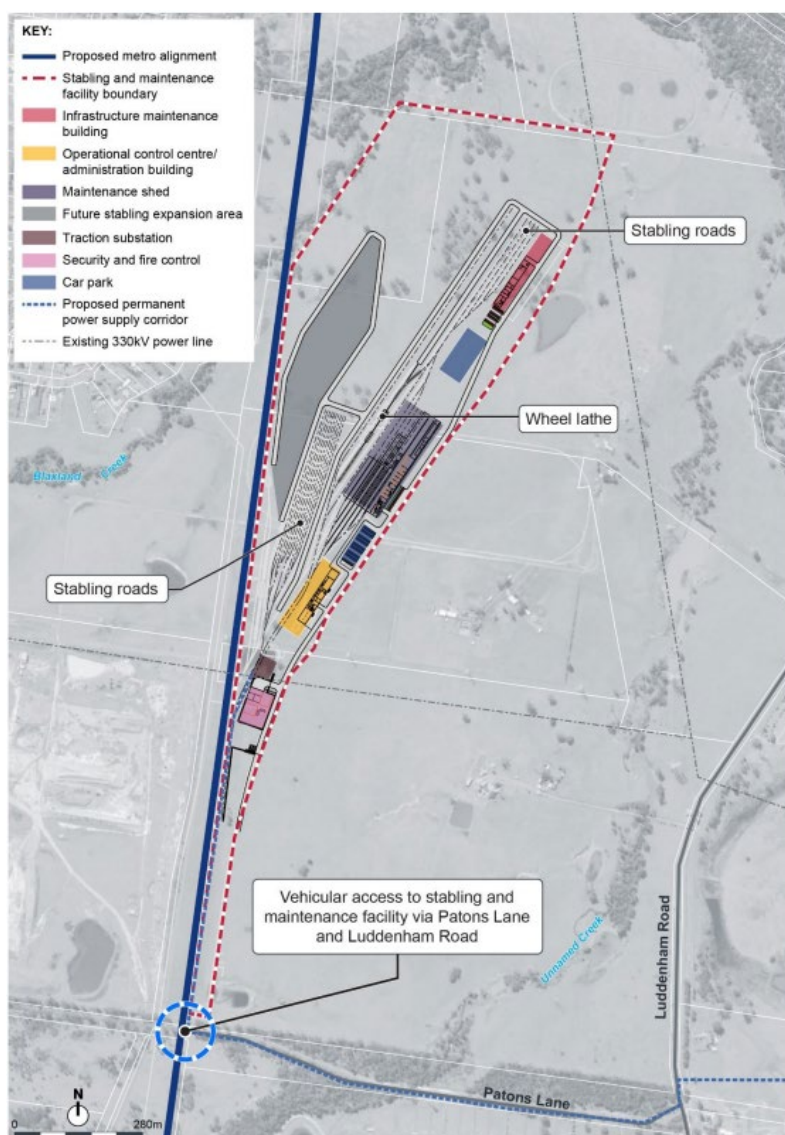 KEY:
Proposed metro alignment
Stabling and maintenance
facility boundary
Infrastructure maintenance
building
Operational control centre/
administration building
Maintenance shed
Future stabling expansion area
Traction substation
Security and fire control
Car park
Proposed permanent
power supply corridor
Existing 330kV power line
Stabling roads
Wheel lathe
Blaxland
Creek
Stabling roads
Vehicular access to stabling and
maintenance facility via Patons Lane
and Luddenham Road
Unnamed Creek
Luddenham Road
Patons Lane
N
0 280m